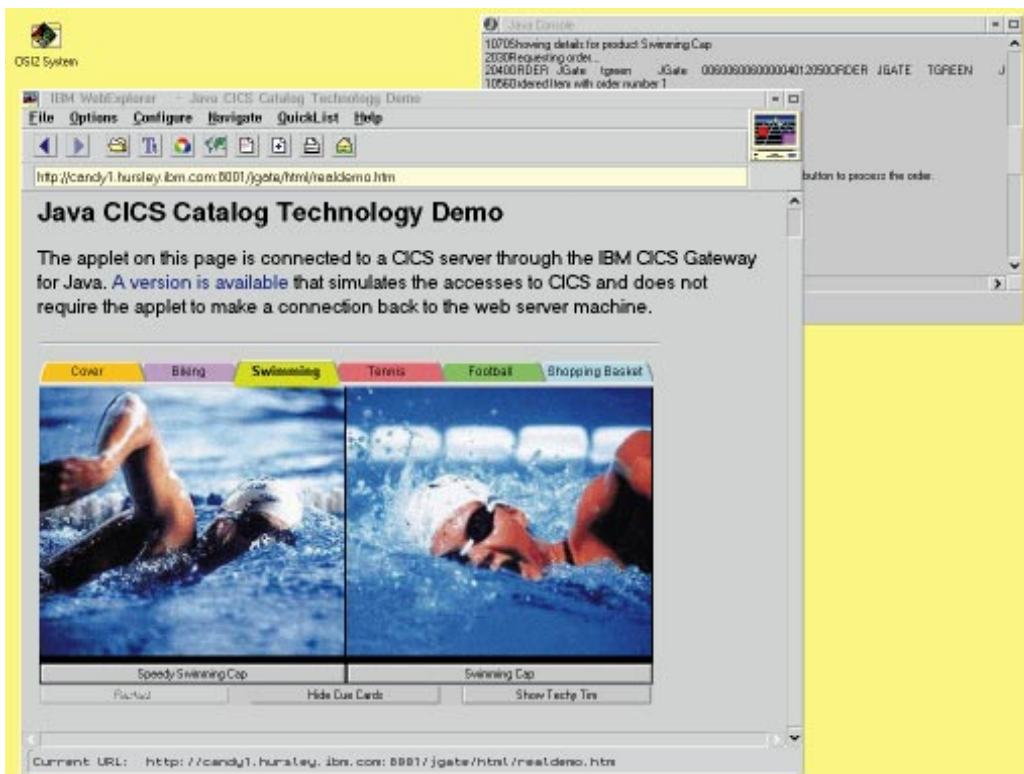 OS/2 System
Java Console
1070Showing details for product Swimming Cap
2030Requesting order...
2040ORDER JGate tgreen JGate 006006006000004012050ORDER JGATE TGREEN J
1056Ordered Item with order number 1
button to process the order.
IBM WebExplorer - Java CICS Catalog Technology Demo
File Options Configure Navigate QuickList Help
http://candy1.hursley.ibm.com:8001/jgate/html/realdemo.htm
Java CICS Catalog Technology Demo
The applet on this page is connected to a CICS server through the IBM CICS Gateway
for Java. A version is available that simulates the accesses to CICS and does not
require the applet to make a connection back to the web server machine.
Cover Biking Swimming Tennis Football Shopping Basket
Speedy Swimming Cap Swimming Cap
Hide Cue Cards Show Techy Tim
Current URL: http://candy1.hursley.ibm.com:8001/jgate/html/realdemo.htm